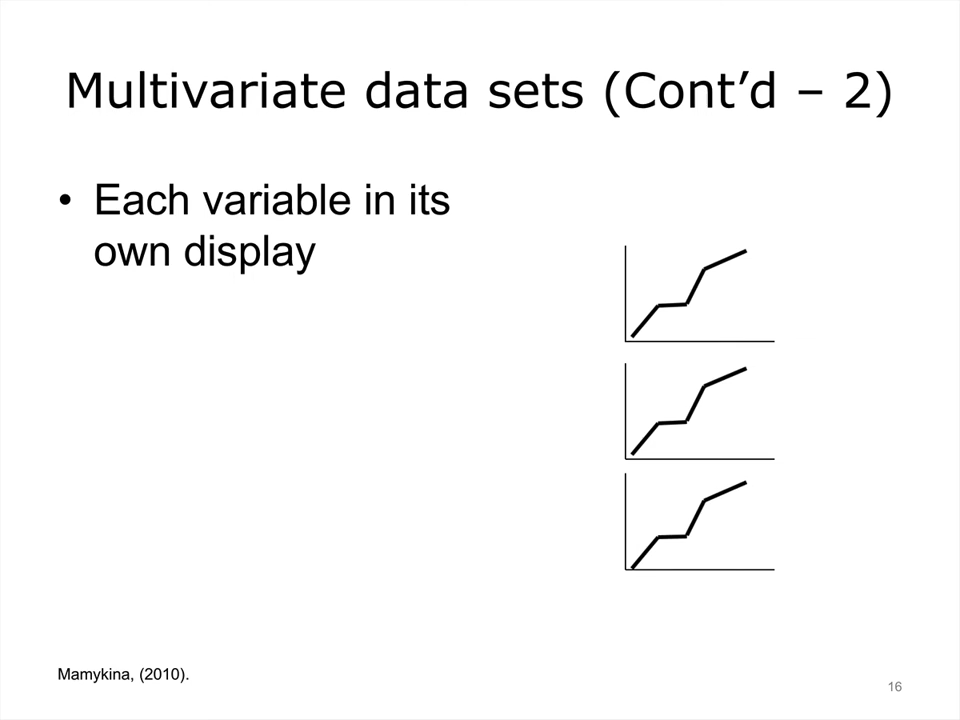 Multivariate data sets (Cont’d – 2)
• Each variable in its
own display
Mamykina, (2010).
16